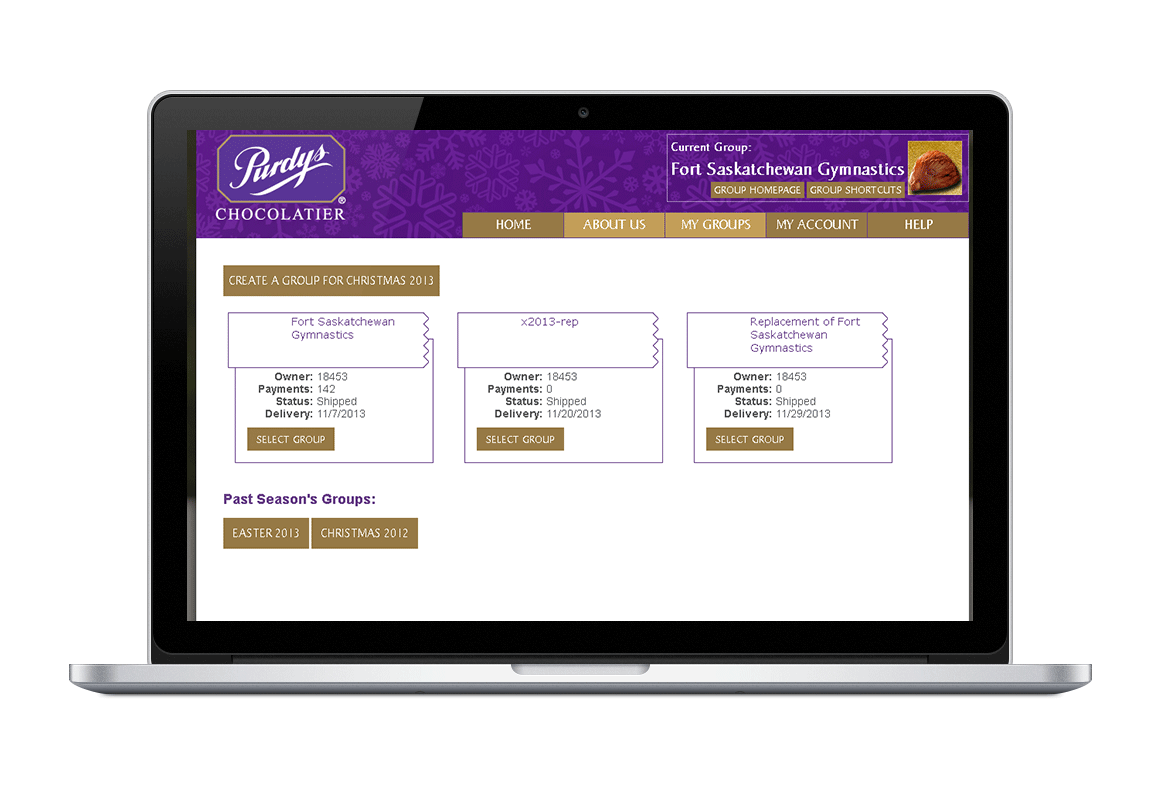 Purdys
®
CHOCOLATIER
Current Group:
Fort Saskatchewan Gymnastics
GROUP HOMEPAGE GROUP SHORTCUTS
HOME ABOUT US MY GROUPS MY ACCOUNT HELP
CREATE A GROUP FOR CHRISTMAS 2013
Fort Saskatchewan
Gymnastics
Owner: 18453
Payments: 142
Status: Shipped
Delivery: 11/7/2013
SELECT GROUP
x2013-rep
Owner: 18453
Payments: 0
Status: Shipped
Delivery: 11/20/2013
SELECT GROUP
Replacement of Fort
Saskatchewan
Gymnastics
Owner: 18453
Payments: 0
Status: Shipped
Delivery: 11/29/2013
SELECT GROUP
Past Season's Groups:
EASTER 2013 CHRISTMAS 2012